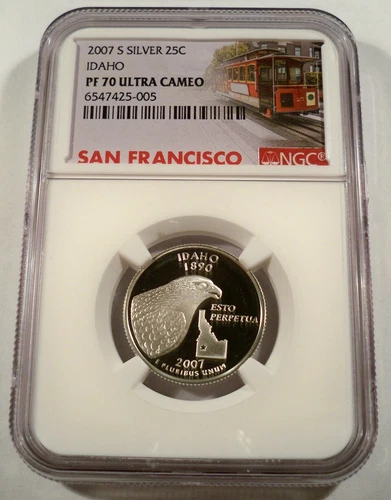 2007 S SILVER 25C
IDAHO
PF 70 ULTRA CAMEO
6547425-005
SAN FRANCISCO
NGC®
IDAHO
1890
ESTO
PERPETUA
2007
E PLURIBUS UNUM